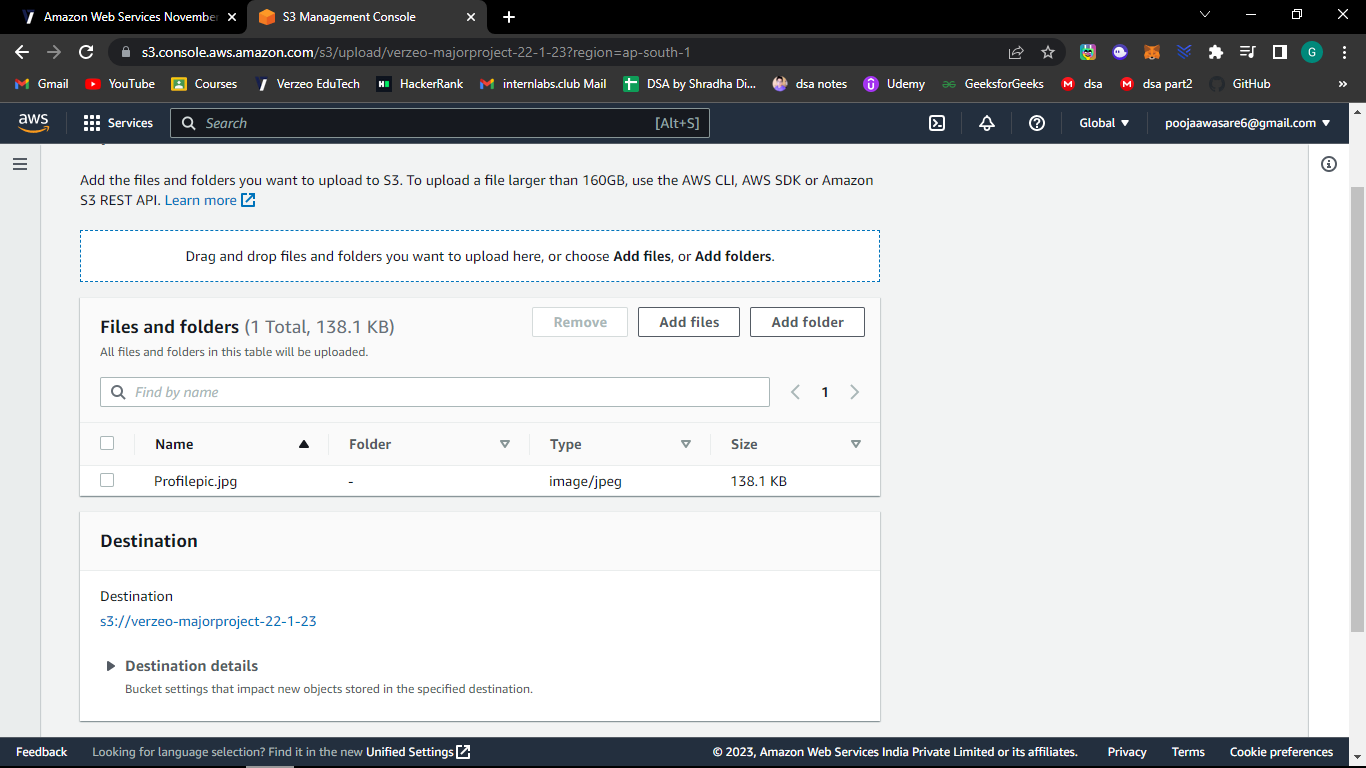 Amazon Web Services November
S3 Management Console
s3.console.aws.amazon.com/s3/upload/verzeo-majorproject-22-1-23?region=ap-south-1
G
Gmail
YouTube
Courses
Verzeo EduTech
HackerRank
internlabs.club Mail
DSA by Shradha Di...
dsa notes
Udemy
GeeksforGeeks
dsa
dsa part2
GitHub
»
aws
Services
Search
[Alt+S]
Global
poojaawasare6@gmail.com
Add the files and folders you want to upload to S3. To upload a file larger than 160GB, use the AWS CLI, AWS SDK or Amazon
S3 REST API. Learn more
Drag and drop files and folders you want to upload here, or choose Add files, or Add folders.
Files and folders (1 Total, 138.1 KB)
Remove
Add files
Add folder
All files and folders in this table will be uploaded.
Find by name
1
Name
Folder
Type
Size
Profilepic.jpg
-
image/jpeg
138.1 KB
Destination
Destination
s3://verzeo-majorproject-22-1-23
Destination details
Bucket settings that impact new objects stored in the specified destination.
Feedback
Looking for language selection? Find it in the new Unified Settings
© 2023, Amazon Web Services India Private Limited or its affiliates.
Privacy
Terms
Cookie preferences